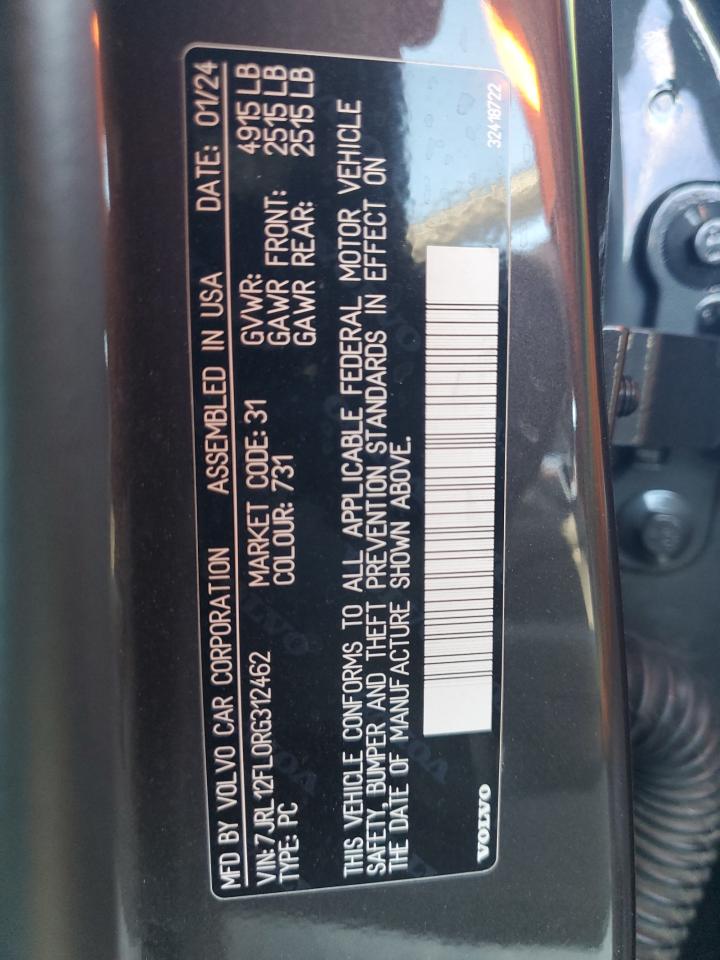 MFD BY VOLVO CAR CORPORATION ASSEMBLED IN USA DATE: 01/24
VIN: 7JRL12FL0RG312462 MARKET CODE: 31 GVWR: 4915 LB
TYPE: PC COLOUR: 731 GAWR FRONT: 2515 LB
GAWR REAR: 2515 LB
THIS VEHICLE CONFORMS TO ALL APPLICABLE FEDERAL MOTOR VEHICLE
SAFETY, BUMPER AND THEFT PREVENTION STANDARDS IN EFFECT ON
THE DATE OF MANUFACTURE SHOWN ABOVE.
VOLVO 32418722